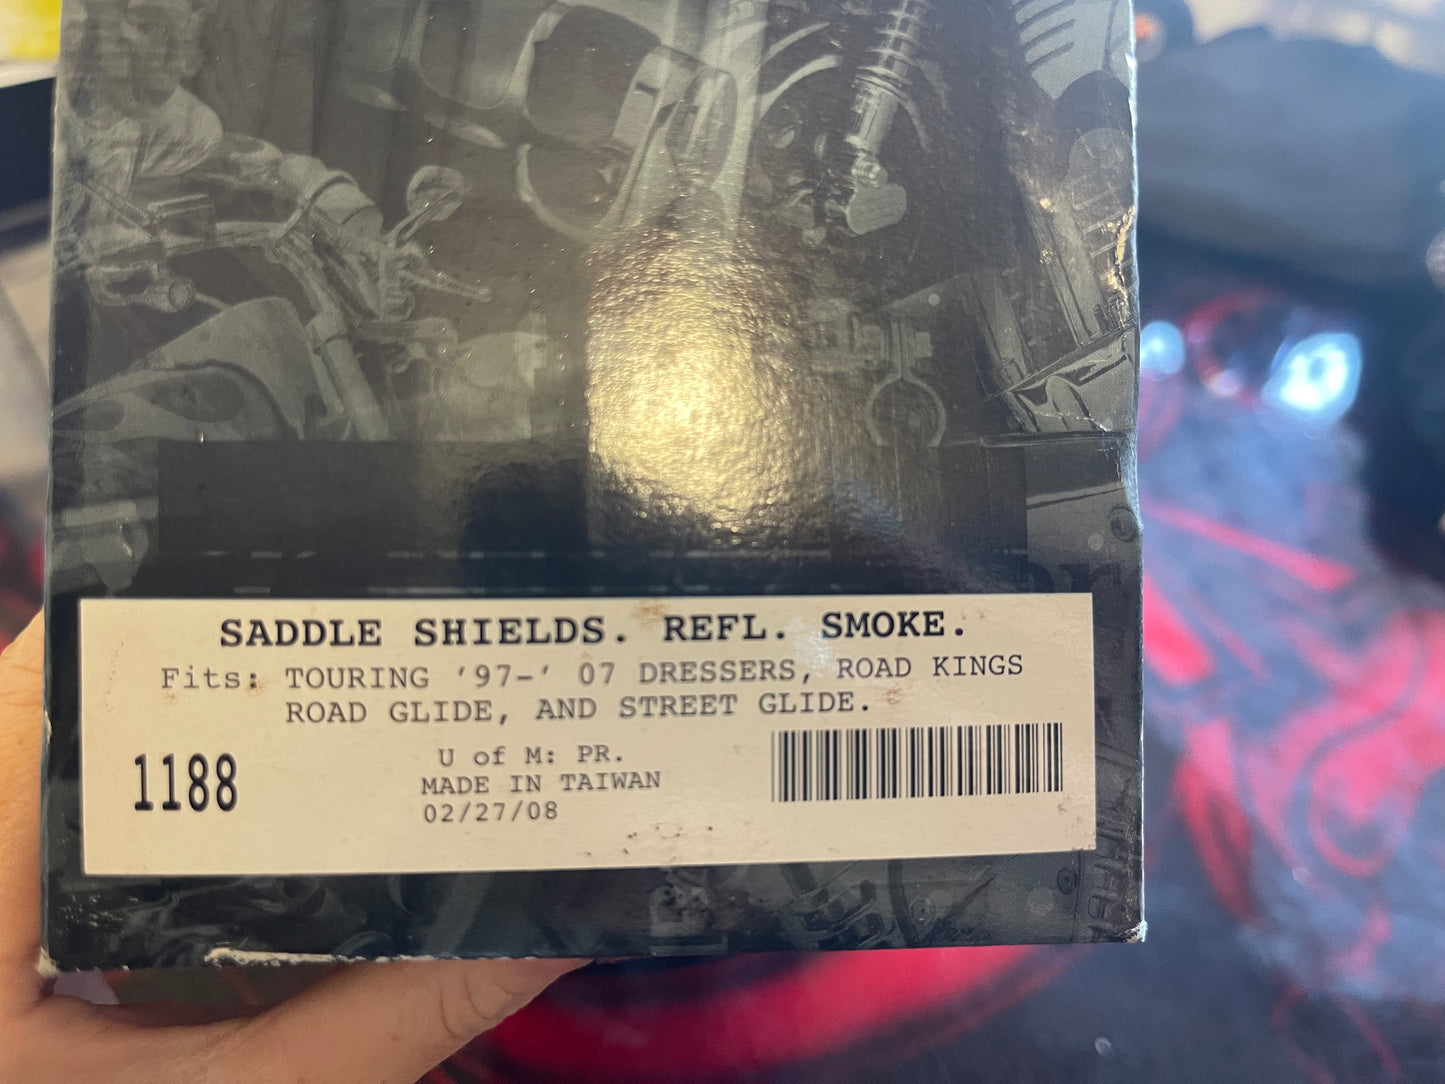 SADDLE SHIELDS. REFL. SMOKE.
Fits: TOURING '97-' 07 DRESSERS, ROAD KINGS
ROAD GLIDE, AND STREET GLIDE.
1188
U of M: PR.
MADE IN TAIWAN
02/27/08